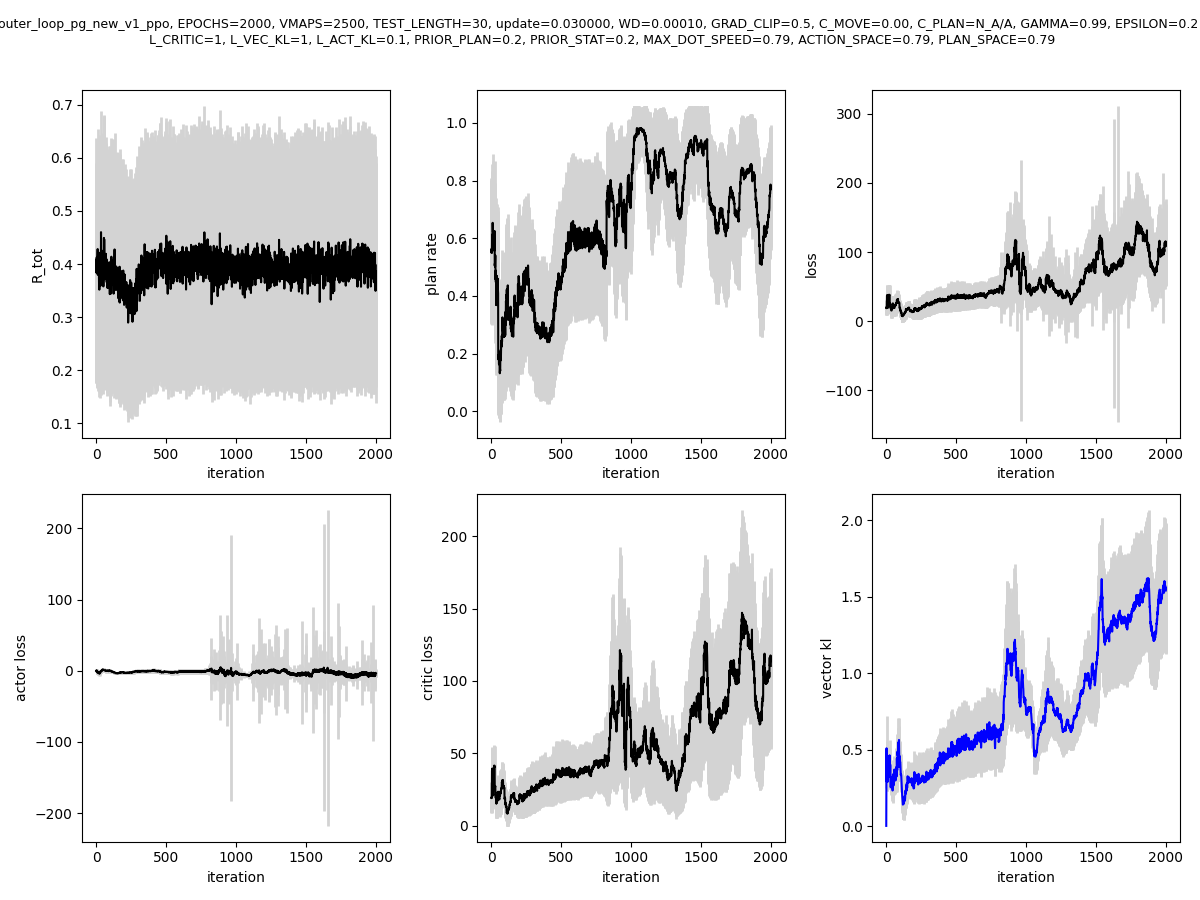 outer_loop_pg_new_v1_ppo, EPOCHS=2000, VMAPS=2500, TEST_LENGTH=30, update=0.030000, WD=0.00010, GRAD_CLIP=0.5, C_MOVE=0.00, C_PLAN=N_A/A, GAMMA=0.99, EPSILON=0.2
L_CRITIC=1, L_VEC_KL=1, L_ACT_KL=0.1, PRIOR_PLAN=0.2, PRIOR_STAT=0.2, MAX_DOT_SPEED=0.79, ACTION_SPACE=0.79, PLAN_SPACE=0.79
R_tot
0.7
0.6
0.5
0.4
0.3
0.2
0.1
0 500 1000 1500 2000
iteration
plan rate
1.0
0.8
0.6
0.4
0.2
0.0
0 500 1000 1500 2000
iteration
loss
300
200
100
0
−100
0 500 1000 1500 2000
iteration
actor loss
200
100
0
−100
−200
0 500 1000 1500 2000
iteration
critic loss
200
150
100
50
0
0 500 1000 1500 2000
iteration
vector kl
2.0
1.5
1.0
0.5
0.0
0 500 1000 1500 2000
iteration